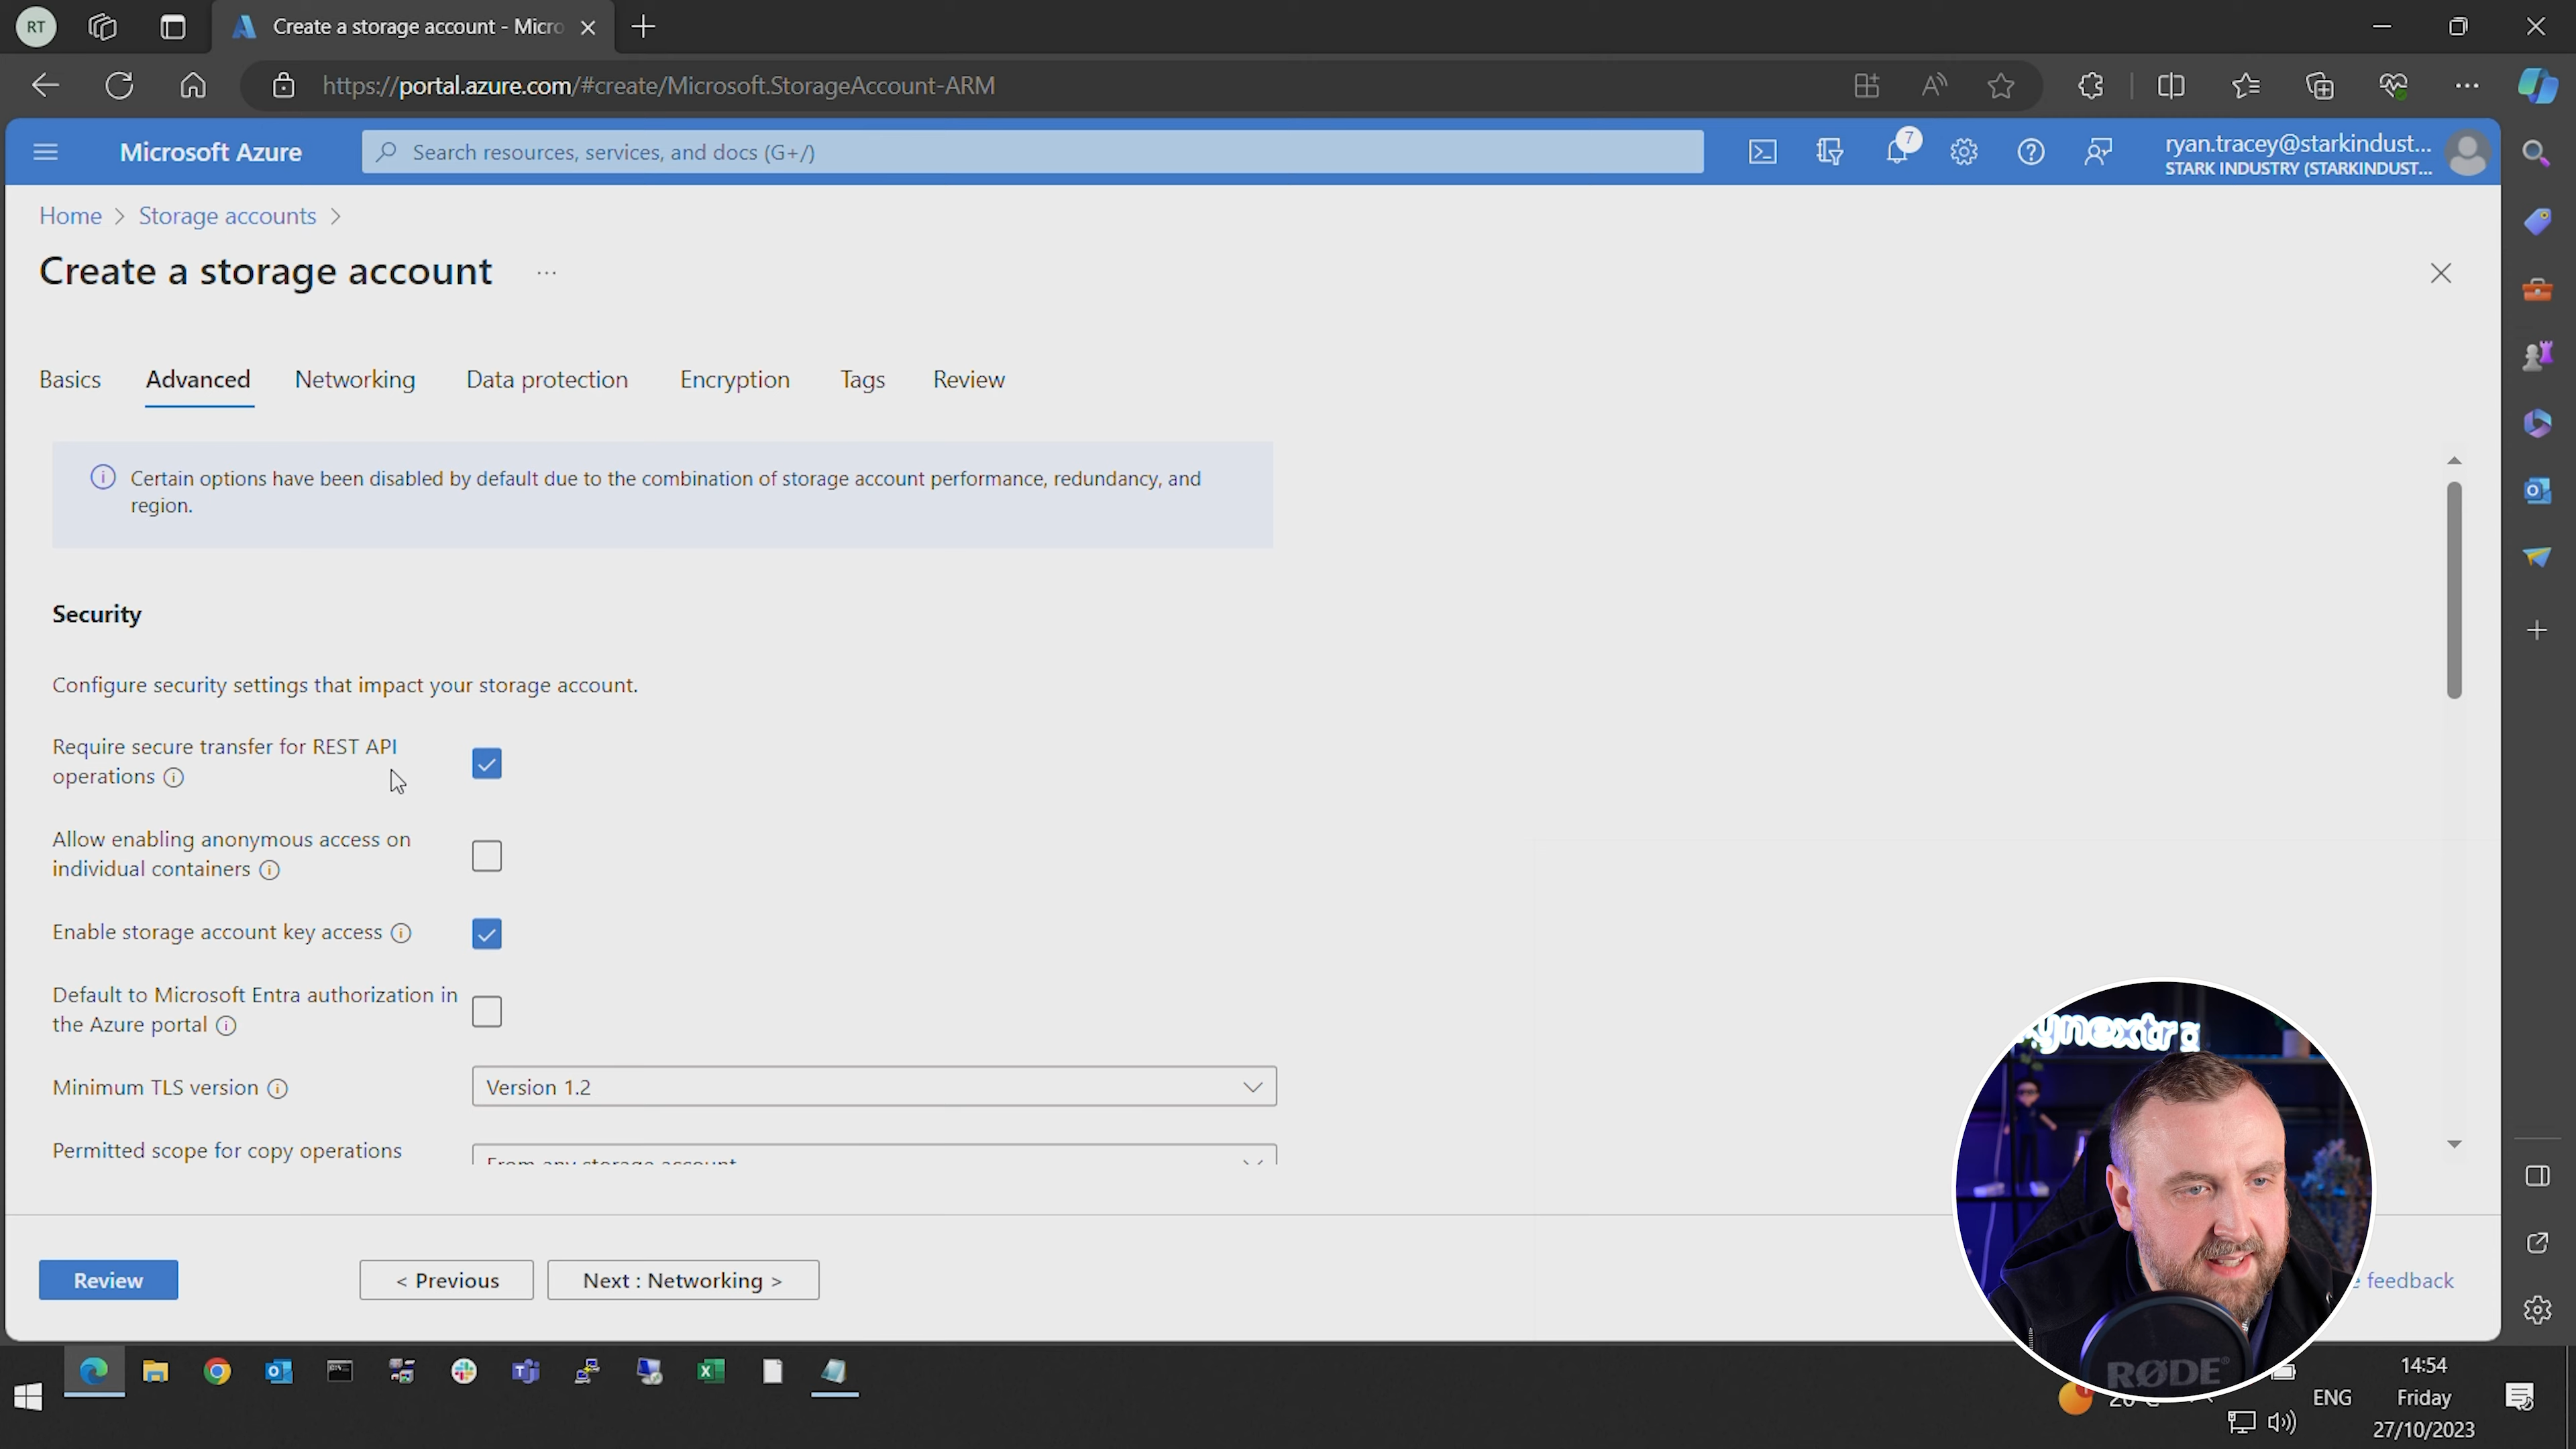 RT
Create a storage account - Micro
https://portal.azure.com/#create/Microsoft.StorageAccount-ARM
Microsoft Azure
Search resources, services, and docs (G+/)
7
ryan.tracey@starkindust...
STARK INDUSTRY (STARKINDUST...
Home > Storage accounts >
Create a storage account ...
Basics
Advanced
Networking
Data protection
Encryption
Tags
Review
Certain options have been disabled by default due to the combination of storage account performance, redundancy, and
region.
Security
Configure security settings that impact your storage account.
Require secure transfer for REST API
operations
Allow enabling anonymous access on
individual containers
Enable storage account key access
Default to Microsoft Entra authorization in
the Azure portal
Minimum TLS version
Version 1.2
Permitted scope for copy operations
From any storage account
Review
< Previous
Next : Networking >
feedback
RØDE
14:54
ENG
Friday
27/10/2023